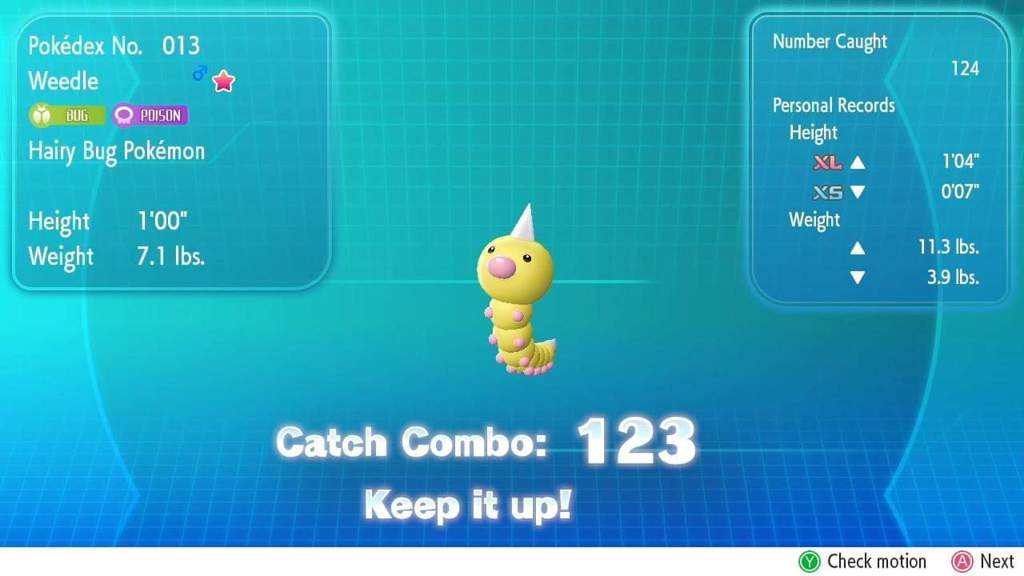 Pokédex No. 013
Weedle ♂
BUG POISON
Hairy Bug Pokémon
Height 1'00"
Weight 7.1 lbs.
Number Caught
124
Personal Records
Height
XL ▲ 1'04"
XS ▼ 0'07"
Weight
▲ 11.3 lbs.
▼ 3.9 lbs.
Catch Combo: 123
Keep it up!
Y Check motion A Next